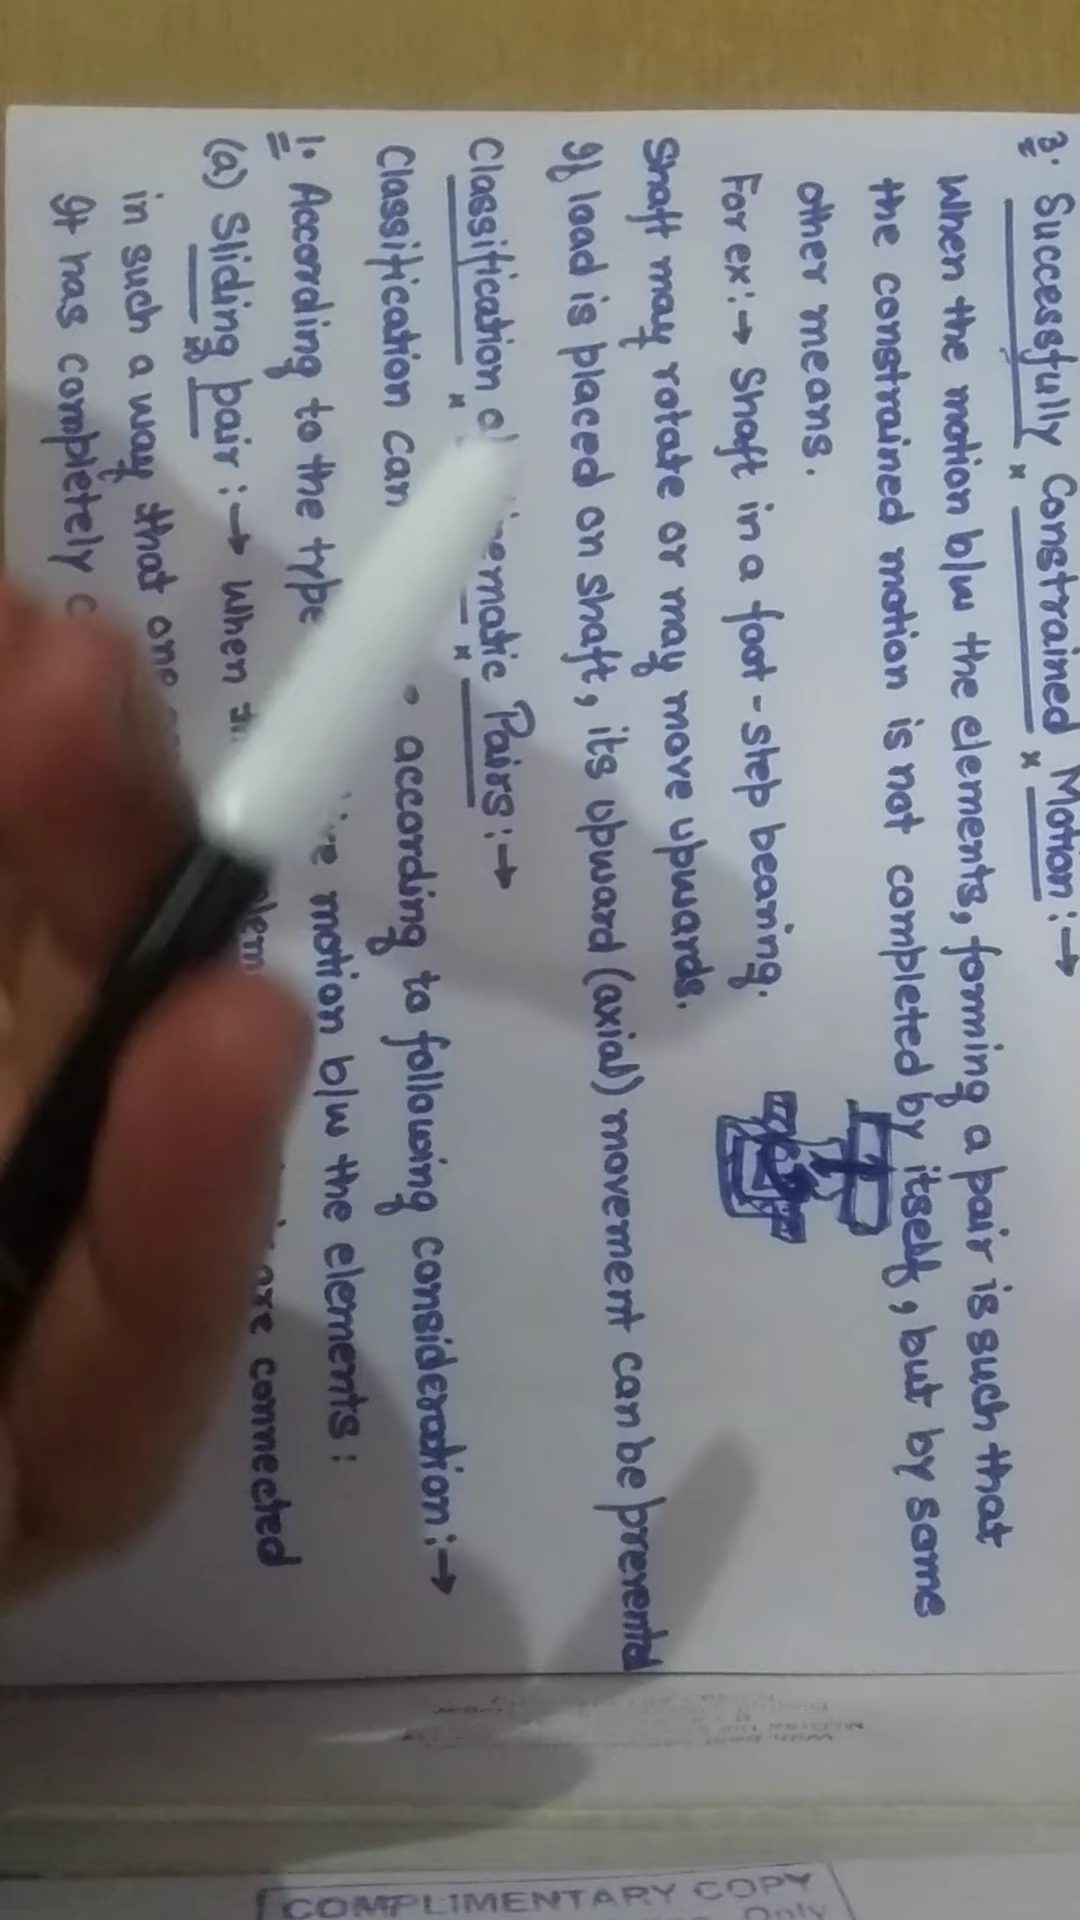 3. Successfully Constrained Motion :→
When the motion b/w the elements, forming a pair is such that
the constrained motion is not completed by itself, but by some
other means.
For ex:→ Shaft in a foot-step bearing.
Shaft may rotate or may move upwards.
If load is placed on shaft, its upward (axial) movement can be prevented
Classification Pairs:→
Classification can according to following consideration:→
1. According to the type motion b/w the elements:
(a) Sliding pair :→ when are connected
in such a way that one
It has completely
COMPLIMENTARY COPY
Only